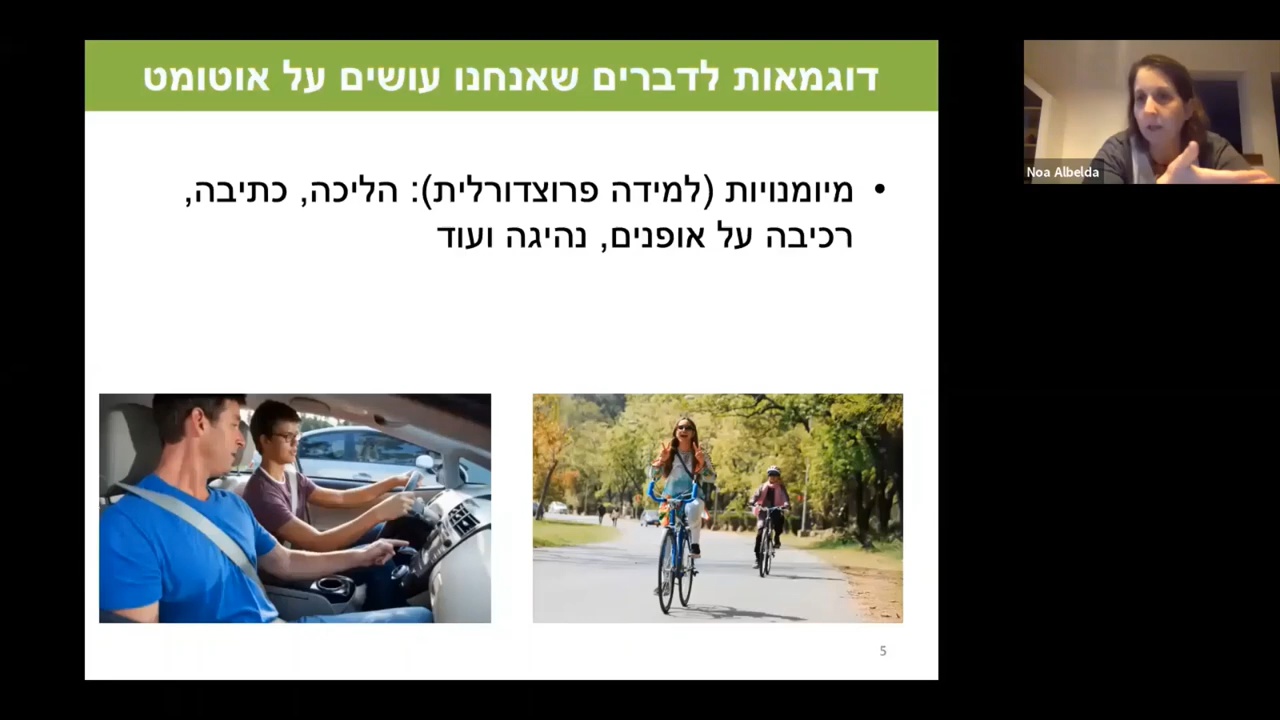 דוגמאות לדברים שאנחנו עושים על אוטומט
• מיומנויות (למידה פרוצדורלית): הליכה, כתיבה,
רכיבה על אופנים, נהיגה ועוד
5
Noa Albelda